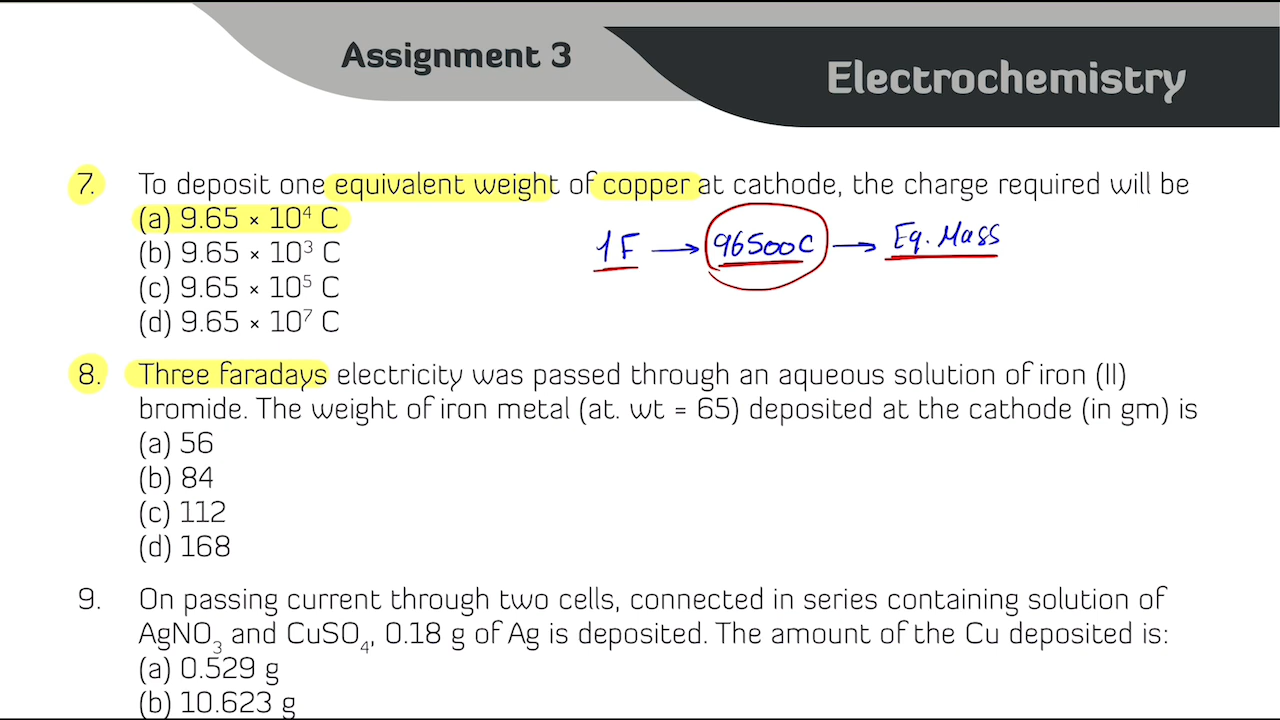 Assignment 3
Electrochemistry
7. To deposit one equivalent weight of copper at cathode, the charge required will be
(a) 9.65 × 10⁴ C
(b) 9.65 × 10³ C
(c) 9.65 × 10⁵ C
(d) 9.65 × 10⁷ C
1F → 96500C → Eq. Mass
8. Three faradays electricity was passed through an aqueous solution of iron (II)
bromide. The weight of iron metal (at. wt = 65) deposited at the cathode (in gm) is
(a) 56
(b) 84
(c) 112
(d) 168
9. On passing current through two cells, connected in series containing solution of
AgNO₃ and CuSO₄, 0.18 g of Ag is deposited. The amount of the Cu deposited is:
(a) 0.529 g
(b) 10.623 g